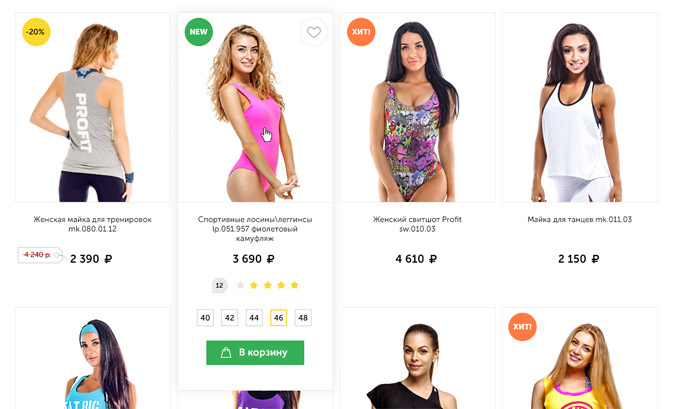 -20%
NEW
ХИТ!
PROFIT
Женская майка для тренировок
mk.080.01.12
4 240 р.
2 390 ₽
Спортивные лосины\леггинсы
lp.051.957 фиолетовый
камуфляж
3 690 ₽
12
40 42 44 46 48
В корзину
Женский свитшот Profit
sw.010.03
4 610 ₽
Майка для танцев mk.011.03
2 150 ₽
ХИТ!